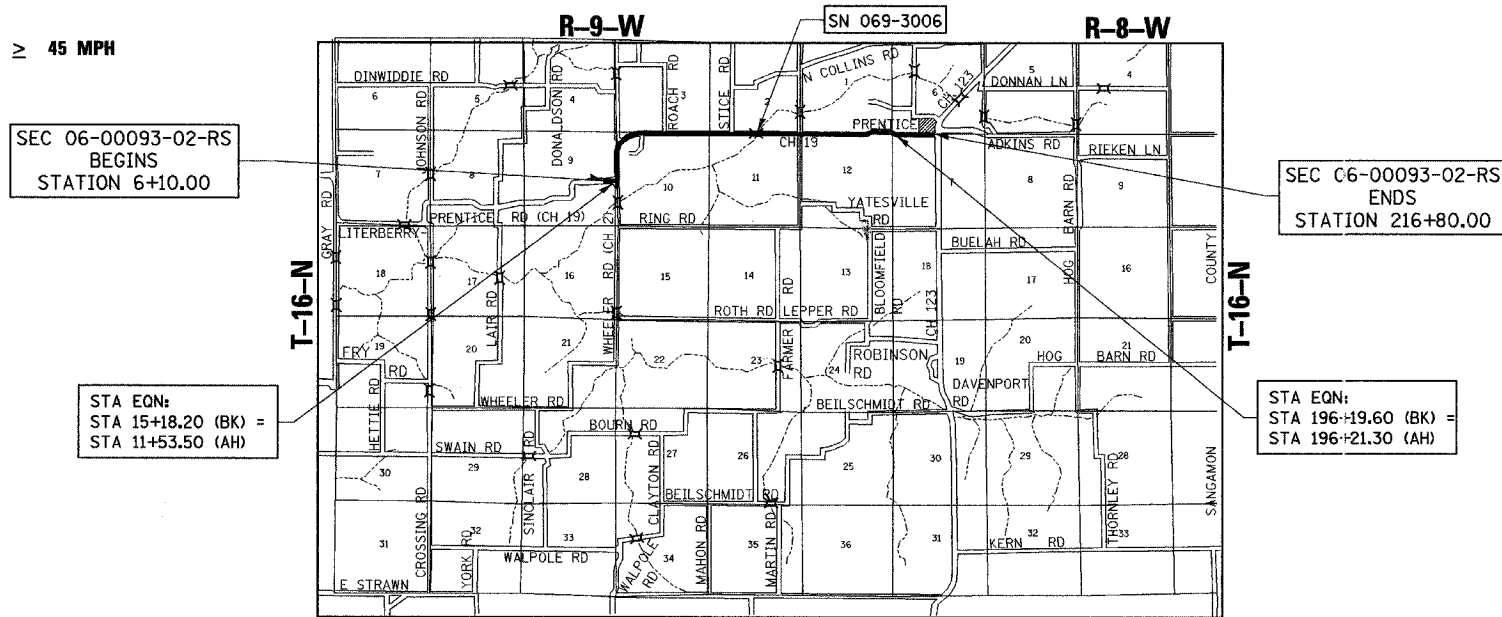 ≥ 45 MPH
R-9-W
SN 069-3006
R-8-W
DINWIDDIE RD
N COLLINS RD
DONNAN LN
JOHNSON RD
DONALDSON RD
ROACH RD
STICE RD
CH 123
6
5
4
3
2
1
6
5
4
SEC 06-00093-02-RS
BEGINS
STATION 6+10.00
PRENTICE
CH 19
ADKINS RD
RIEKEN LN
SEC 06-00093-02-RS
ENDS
STATION 216+80.00
7
8
9
10
11
12
7
8
9
GRAY RD
LITERBERRY-
PRENTICE RD (CH 19)
WHEELER RD (CH 2)
RING RD
YATESVILLE
RD
BUELAH RD
HOG BARN RD
COUNTY
T-16-N
T-16-N
18
17
16
15
14
13
18
17
16
LAIR RD
ROTH RD
LEPPER RD
BLOOMFIELD
RD
CH 123
19
20
21
22
23
24
19
20
21
FRY
RD
HETTIE RD
FARMER RD
ROBINSON
RD
HOG BARN RD
DAVENPORT
RD
WHEELER RD
BEILSCHMIDT RD
STA EQN:
STA 15+18.20 (BK) =
STA 11+53.50 (AH)
STA EQN:
STA 196+19.60 (BK) =
STA 196+21.30 (AH)
BOURN RD
SWAIN RD
30
29
28
27
26
25
30
29
28
SINCLAIR RD
CLAYTON RD
BEILSCHMIDT RD
THORNLEY RD
SANGAMON
31
32
33
34
35
36
31
32
33
CROSSING RD
YORK RD
WALPOLE RD
WALPOLE
RD
MAHON RD
MARTIN RD
KERN RD
E STRAWN